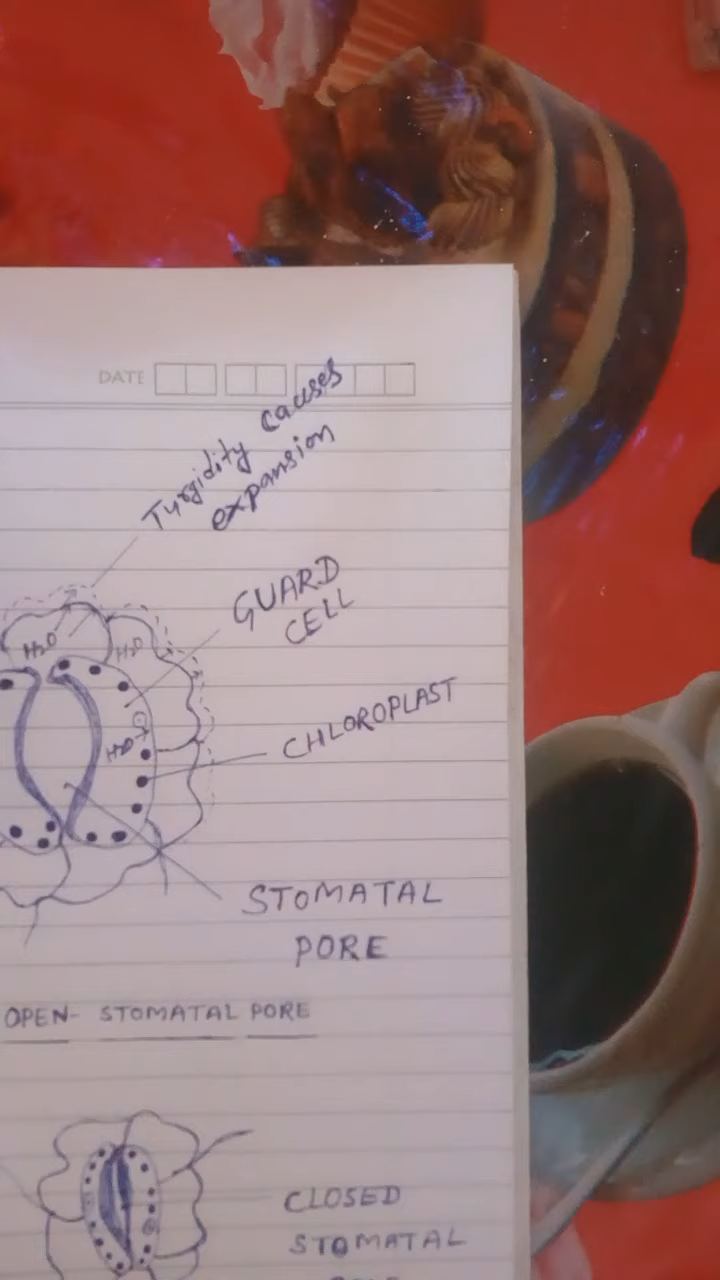 DATE
Turgidity causes
expansion
GUARD
CELL
H₂O
H₂O
H₂O
CHLOROPLAST
STOMATAL
PORE
OPEN- STOMATAL PORE
CLOSED
STOMATAL